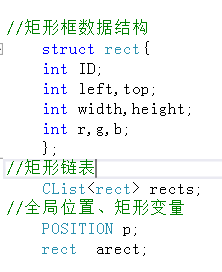 //矩形框数据结构
struct rect{
int ID;
int left,top;
int width,height;
int r,g,b;
};
//矩形链表
CList<rect> rects;
//全局位置、矩形变量
POSITION p;
rect arect;